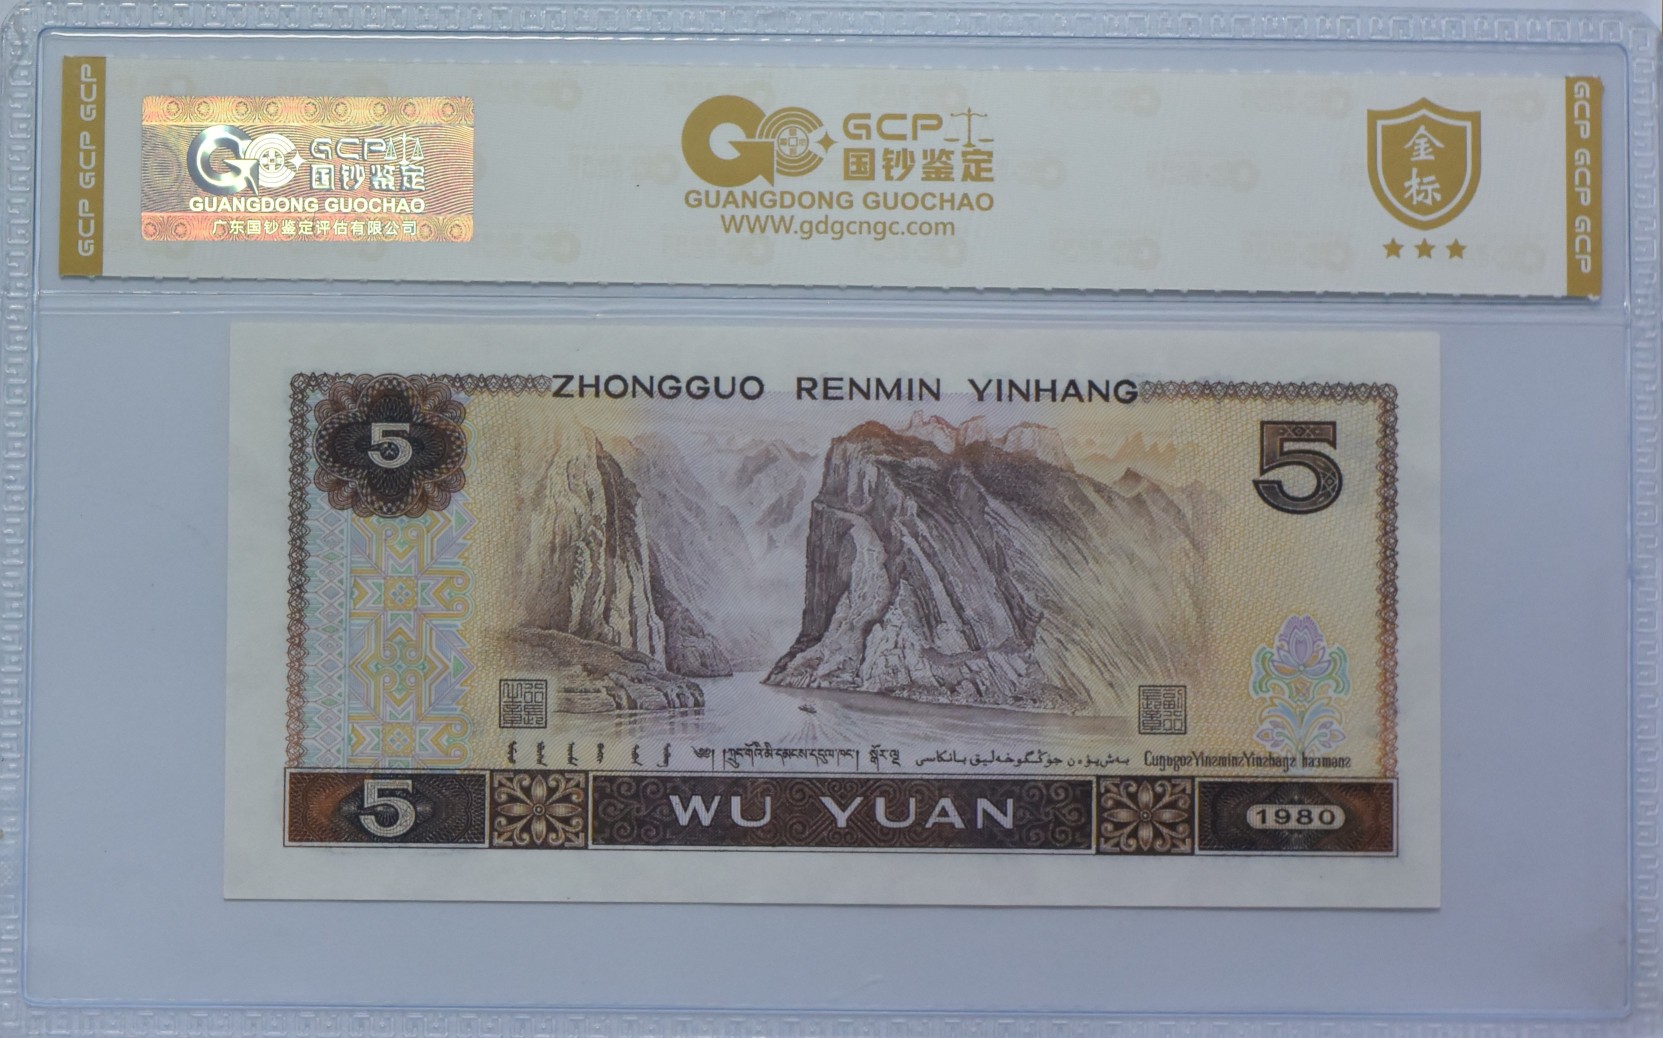 GCP GCP GCP
GCP
国钞鉴定
GUANGDONG GUOCHAO
广东国钞鉴定评估有限公司
GCP
国钞鉴定
GUANGDONG GUOCHAO
WWW.gdgcngc.com
金标
GCP GCP GCP
ZHONGGUO RENMIN YINHANG
5
5
5
WU YUAN
1980